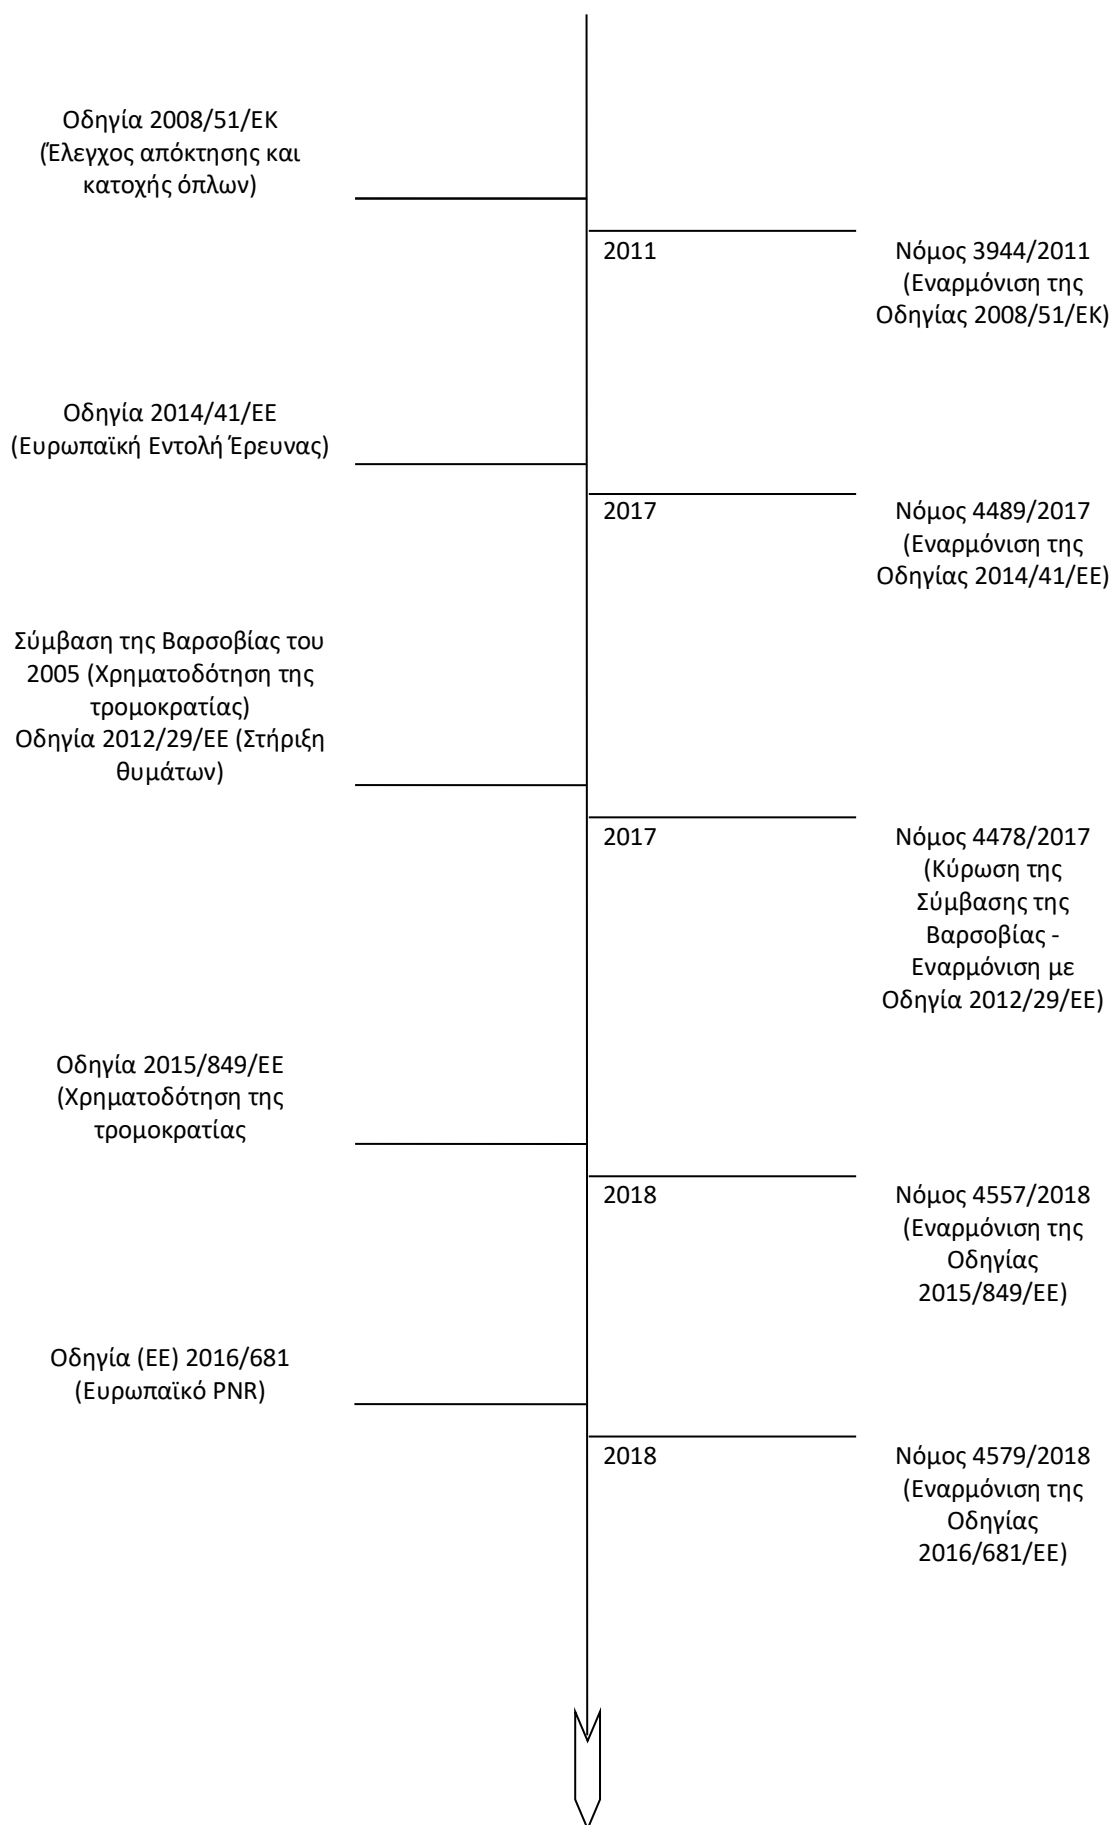 Οδηγία 2008/51/ΕΚ
(Έλεγχος απόκτησης και
κατοχής όπλων)
2011
Νόμος 3944/2011
(Εναρμόνιση της
Οδηγίας 2008/51/ΕΚ)
Οδηγία 2014/41/ΕΕ
(Ευρωπαϊκή Εντολή Έρευνας)
2017
Νόμος 4489/2017
(Εναρμόνιση της
Οδηγίας 2014/41/ΕΕ)
Σύμβαση της Βαρσοβίας του
2005 (Χρηματοδότηση της
τρομοκρατίας)
Οδηγία 2012/29/ΕΕ (Στήριξη
θυμάτων)
2017
Νόμος 4478/2017
(Κύρωση της
Σύμβασης της
Βαρσοβίας -
Εναρμόνιση με
Οδηγία 2012/29/ΕΕ)
Οδηγία 2015/849/ΕΕ
(Χρηματοδότηση της
τρομοκρατίας
2018
Νόμος 4557/2018
(Εναρμόνιση της
Οδηγίας
2015/849/ΕΕ)
Οδηγία (ΕΕ) 2016/681
(Ευρωπαϊκό PNR)
2018
Νόμος 4579/2018
(Εναρμόνιση της
Οδηγίας
2016/681/ΕΕ)